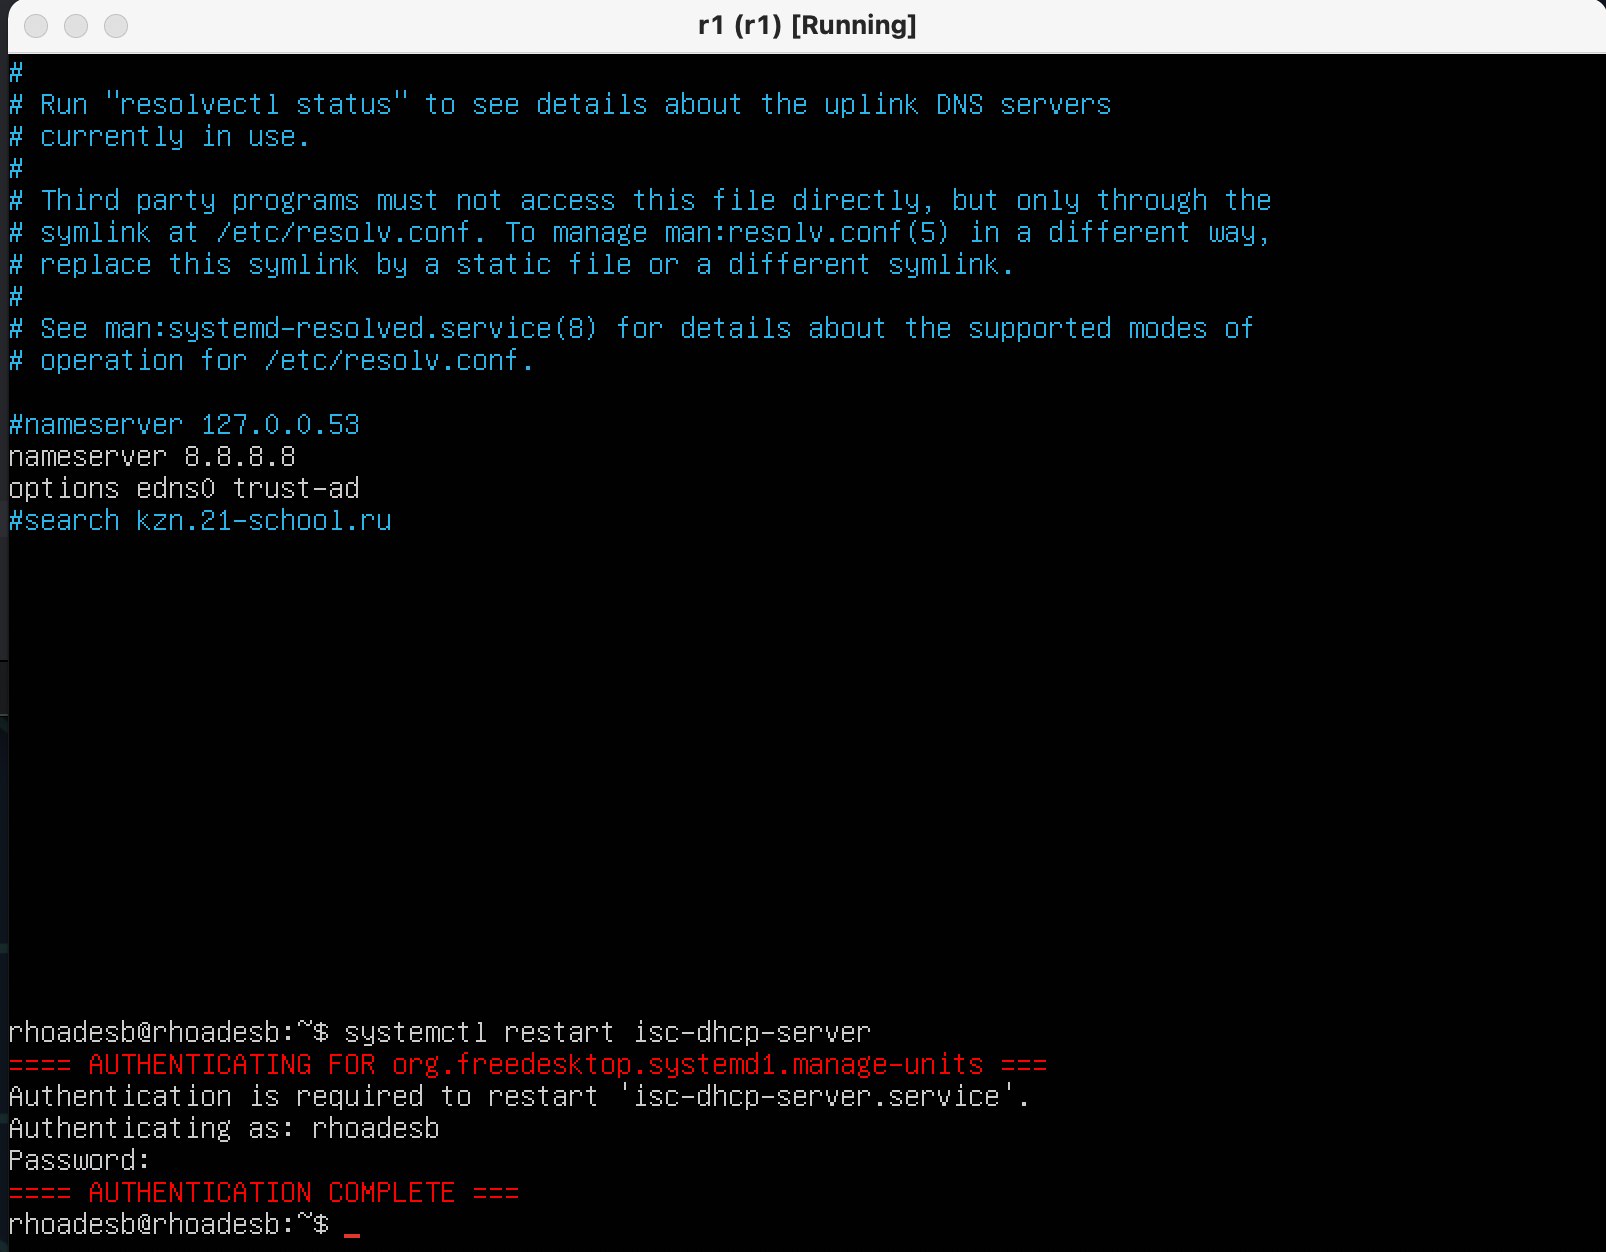 r1 (r1) [Running]
#
# Run "resolvectl status" to see details about the uplink DNS servers
# currently in use.
#
# Third party programs must not access this file directly, but only through the
# symlink at /etc/resolv.conf. To manage man:resolv.conf(5) in a different way,
# replace this symlink by a static file or a different symlink.
#
# See man:systemd-resolved.service(8) for details about the supported modes of
# operation for /etc/resolv.conf.
#nameserver 127.0.0.53
nameserver 8.8.8.8
options edns0 trust-ad
#search kzn.21-school.ru
rhoadesb@rhoadesb:~$ systemctl restart isc-dhcp-server
==== AUTHENTICATING FOR org.freedesktop.systemd1.manage-units ===
Authentication is required to restart 'isc-dhcp-server.service'.
Authenticating as: rhoadesb
Password:
==== AUTHENTICATION COMPLETE ===
rhoadesb@rhoadesb:~$ _